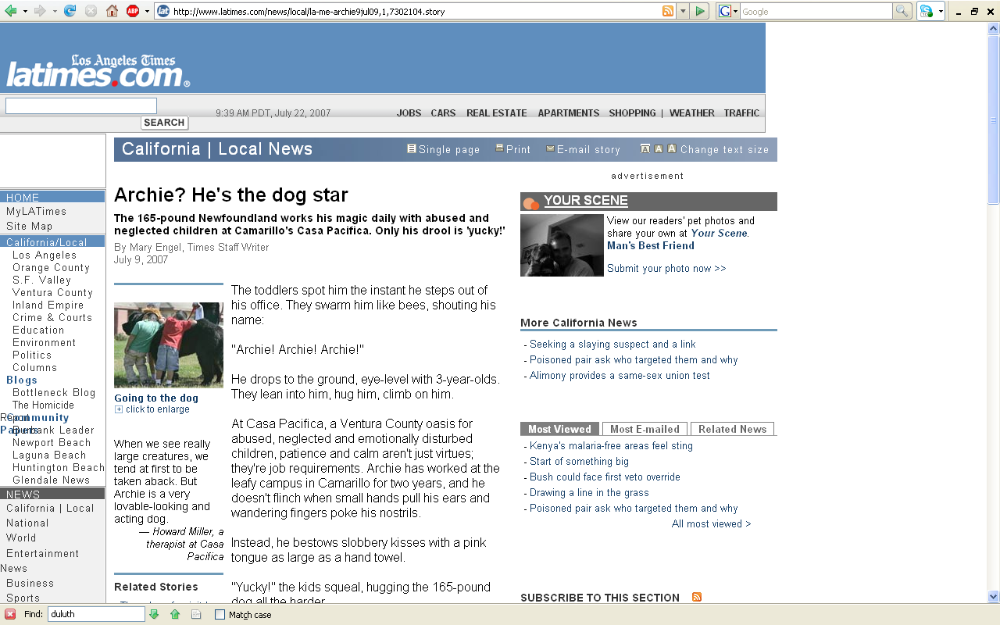 http://www.latimes.com/news/local/la-me-archie9jul09,1,7302104.story
ABP
lat
G
Google
Los Angeles Times
latimes.com®
SEARCH
9:39 AM PDT, July 22, 2007
JOBS CARS REAL ESTATE APARTMENTS SHOPPING | WEATHER TRAFFIC
California | Local News
Single page Print E-mail story A A A Change text size
HOME
MyLATimes
Site Map
California/Local
Los Angeles
Orange County
S.F. Valley
Ventura County
Inland Empire
Crime & Courts
Education
Environment
Politics
Columns
Blogs
Bottleneck Blog
The Homicide
Report
Community
Papers
Burbank Leader
Newport Beach
Laguna Beach
Huntington Beach
Glendale News
NEWS
California | Local
National
World
Entertainment
News
Business
Sports
Archie? He's the dog star
The 165-pound Newfoundland works his magic daily with abused and
neglected children at Camarillo's Casa Pacifica. Only his drool is 'yucky!'
By Mary Engel, Times Staff Writer
July 9, 2007
Going to the dog
click to enlarge
When we see really
large creatures, we
tend at first to be
taken aback. But
Archie is a very
lovable-looking and
acting dog.
— Howard Miller, a
therapist at Casa
Pacifica
Related Stories
The toddlers spot him the instant he steps out of
his office. They swarm him like bees, shouting his
name:
"Archie! Archie! Archie!"
He drops to the ground, eye-level with 3-year-olds.
They lean into him, hug him, climb on him.
At Casa Pacifica, a Ventura County oasis for
abused, neglected and emotionally disturbed
children, patience and calm aren't just virtues;
they're job requirements. Archie has worked at the
leafy campus in Camarillo for two years, and he
doesn't flinch when small hands pull his ears and
wandering fingers poke his nostrils.
Instead, he bestows slobbery kisses with a pink
tongue as large as a hand towel.
"Yucky!" the kids squeal, hugging the 165-pound
dog all the harder.
advertisement
YOUR SCENE
View our readers' pet photos and
share your own at Your Scene.
Man's Best Friend
Submit your photo now >>
More California News
- Seeking a slaying suspect and a link
- Poisoned pair ask who targeted them and why
- Alimony provides a same-sex union test
Most Viewed Most E-mailed Related News
- Kenya's malaria-free areas feel sting
- Start of something big
- Bush could face first veto override
- Drawing a line in the grass
- Poisoned pair ask who targeted them and why
All most viewed >
SUBSCRIBE TO THIS SECTION
Find: duluth Match case